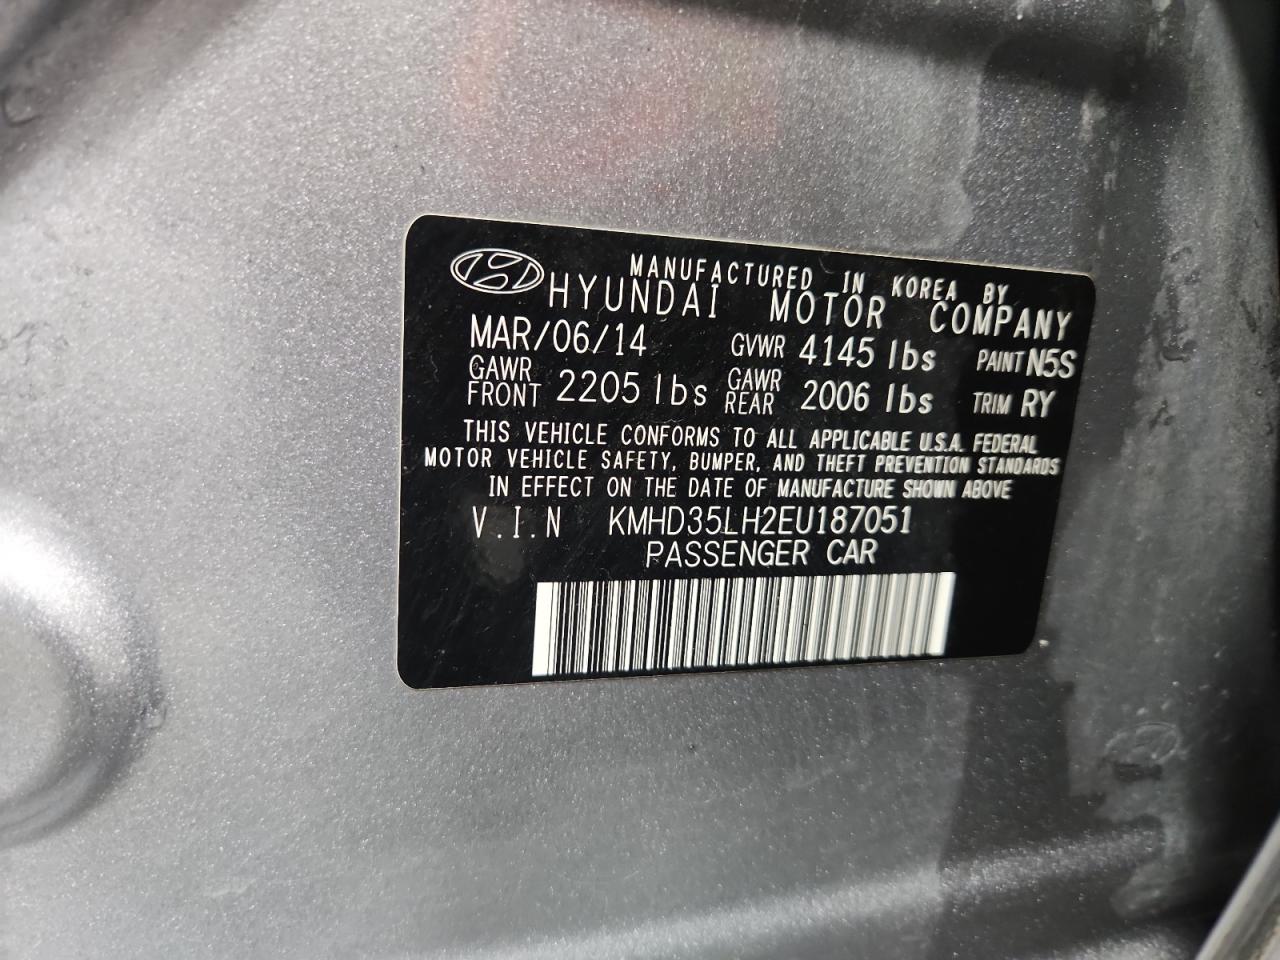 MANUFACTURED IN KOREA BY
HYUNDAI MOTOR COMPANY
MAR/06/14 GVWR 4145 lbs PAINT N5S
GAWR FRONT 2205 lbs GAWR REAR 2006 lbs TRIM RY
THIS VEHICLE CONFORMS TO ALL APPLICABLE U.S.A. FEDERAL
MOTOR VEHICLE SAFETY, BUMPER, AND THEFT PREVENTION STANDARDS
IN EFFECT ON THE DATE OF MANUFACTURE SHOWN ABOVE
V.I.N KMHD35LH2EU187051
PASSENGER CAR